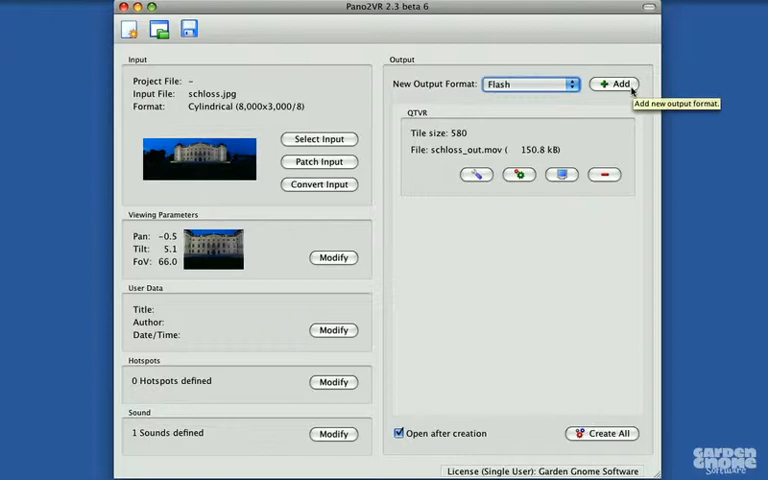 Pano2VR 2.3 beta 6
Input
Project File: -
Input File: schloss.jpg
Format: Cylindrical (8,000x3,000/8)
Select Input
Patch Input
Convert Input
Viewing Parameters
Pan: -0.5
Tilt: 5.1
FoV: 66.0
Modify
User Data
Title:
Author:
Date/Time:
Modify
Hotspots
0 Hotspots defined
Modify
Sound
1 Sounds defined
Modify
Output
New Output Format: Flash
Add
Add new output format.
QTVR
Tile size: 580
File: schloss_out.mov ( 150.8 kB)
Open after creation
Create All
License (Single User): Garden Gnome Software
GARDEN
GNOME
Software